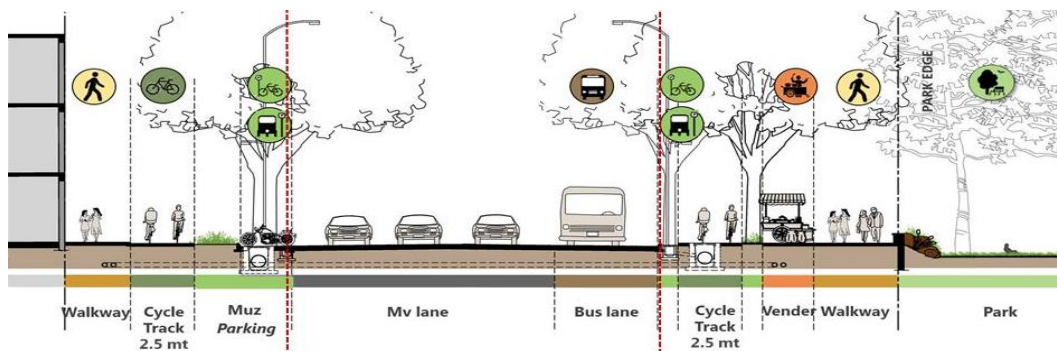 PARK EDGE
Walkway
Cycle
Track
2.5 mt
Muz
Parking
Mv lane
Bus lane
Cycle
Track
2.5 mt
Vender
Walkway
Park